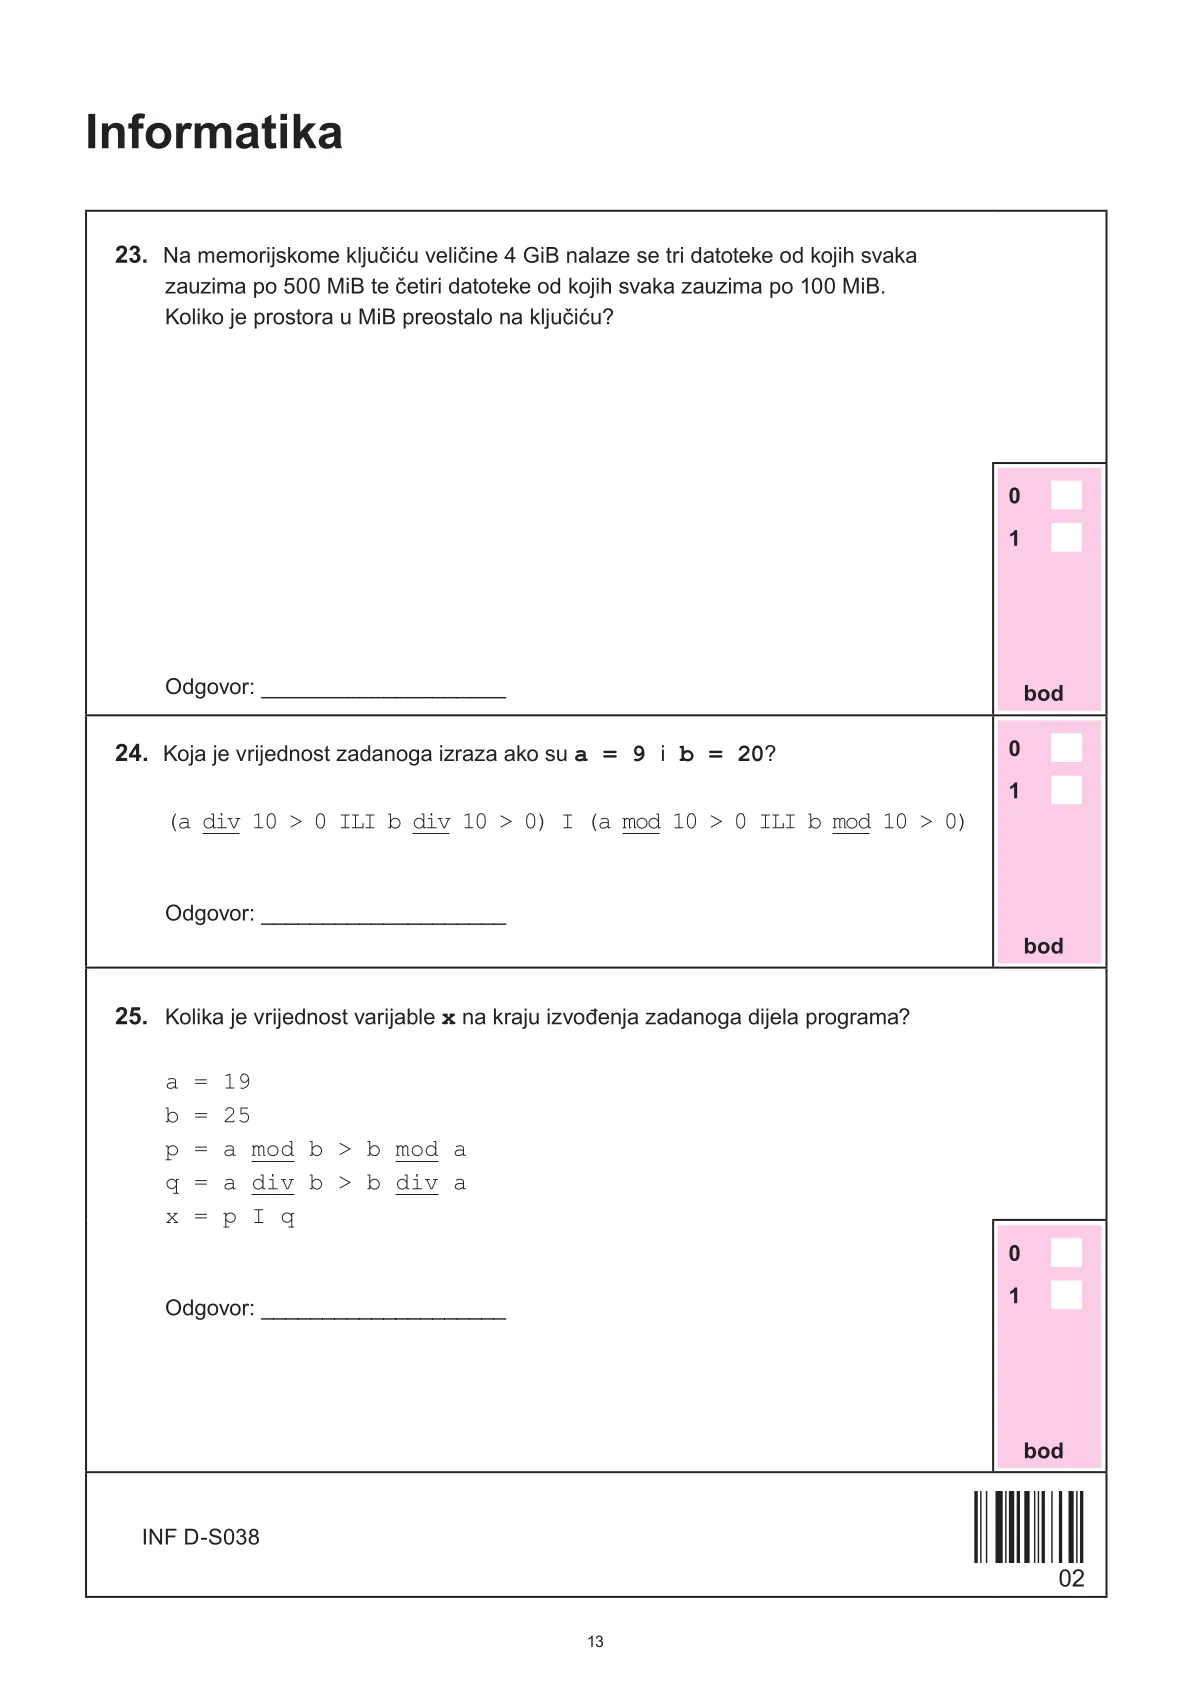 Informatika
23. Na memorijskome ključiću veličine 4 GiB nalaze se tri datoteke od kojih svaka
zauzima po 500 MiB te četiri datoteke od kojih svaka zauzima po 100 MiB.
Koliko je prostora u MiB preostalo na ključiću?
0
1
Odgovor: ____________________
bod
24. Koja je vrijednost zadanoga izraza ako su a = 9 i b = 20?
0
1
(a div 10 > 0 ILI b div 10 > 0) I (a mod 10 > 0 ILI b mod 10 > 0)
Odgovor: ____________________
bod
25. Kolika je vrijednost varijable x na kraju izvođenja zadanoga dijela programa?
a = 19
b = 25
p = a mod b > b mod a
q = a div b > b div a
x = p I q
0
1
Odgovor: ____________________
bod
INF D-S038
02
13